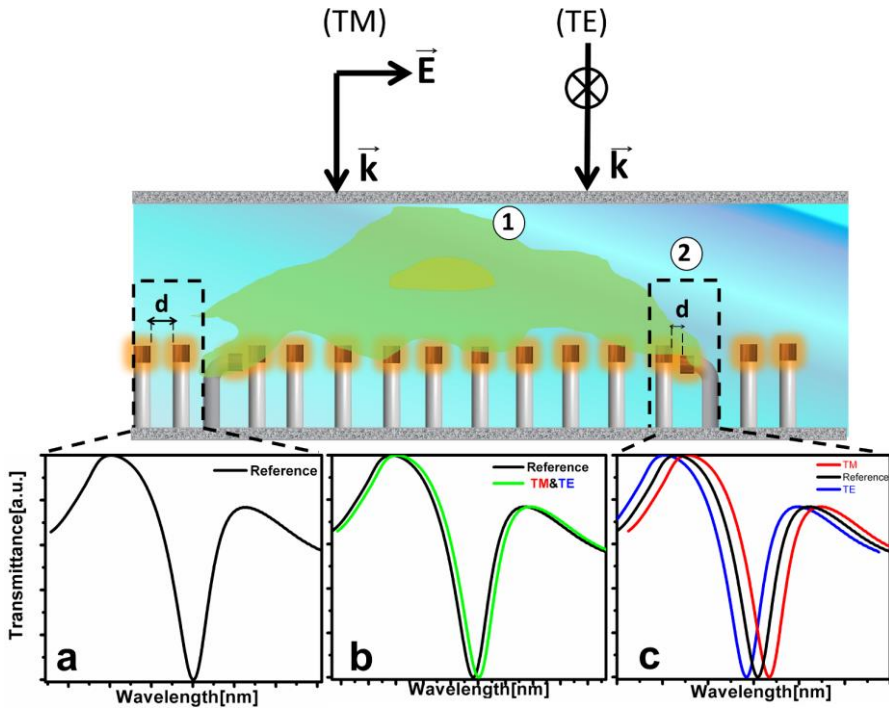 (TM)
(TE)
E
k
k
1
2
d
d
Reference
Reference
TM&TE
TM
Reference
TE
Transmittance[a.u.]
a
b
c
Wavelength[nm]
Wavelength[nm]
Wavelength[nm]